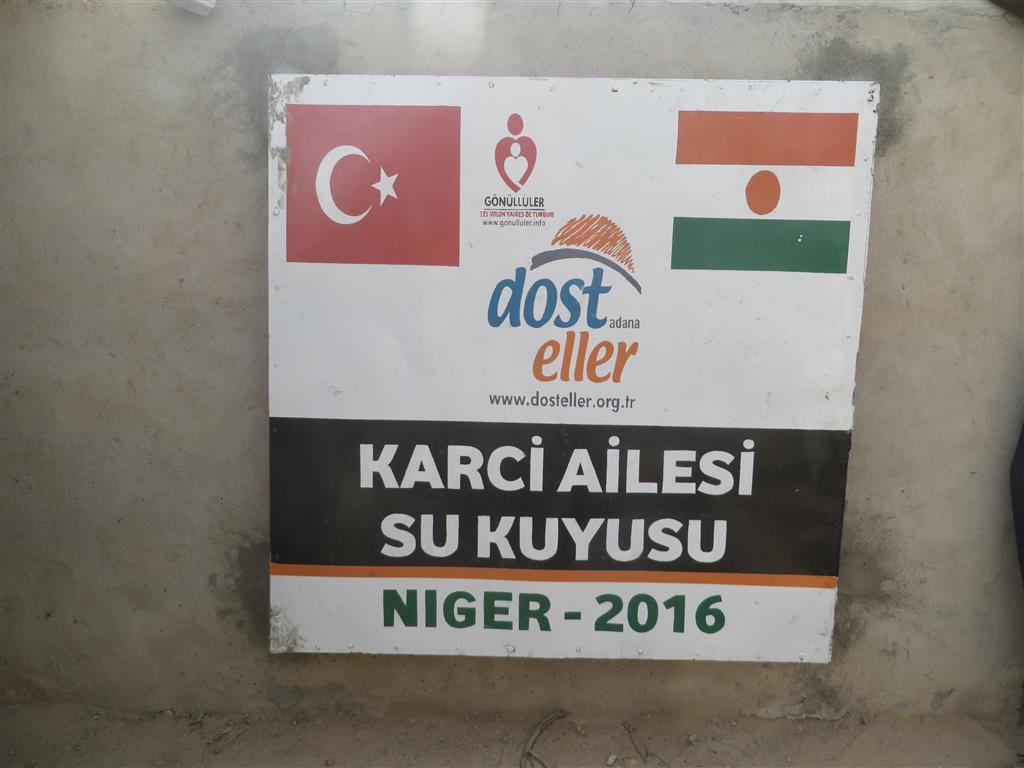 GÖNÜLLÜLER
LES VOLONTAIRES DE TURQUIE
www.gonulluler.info
dost
adana
eller
www.dosteller.org.tr
KARCİ AİLESİ
SU KUYUSU
NIGER - 2016